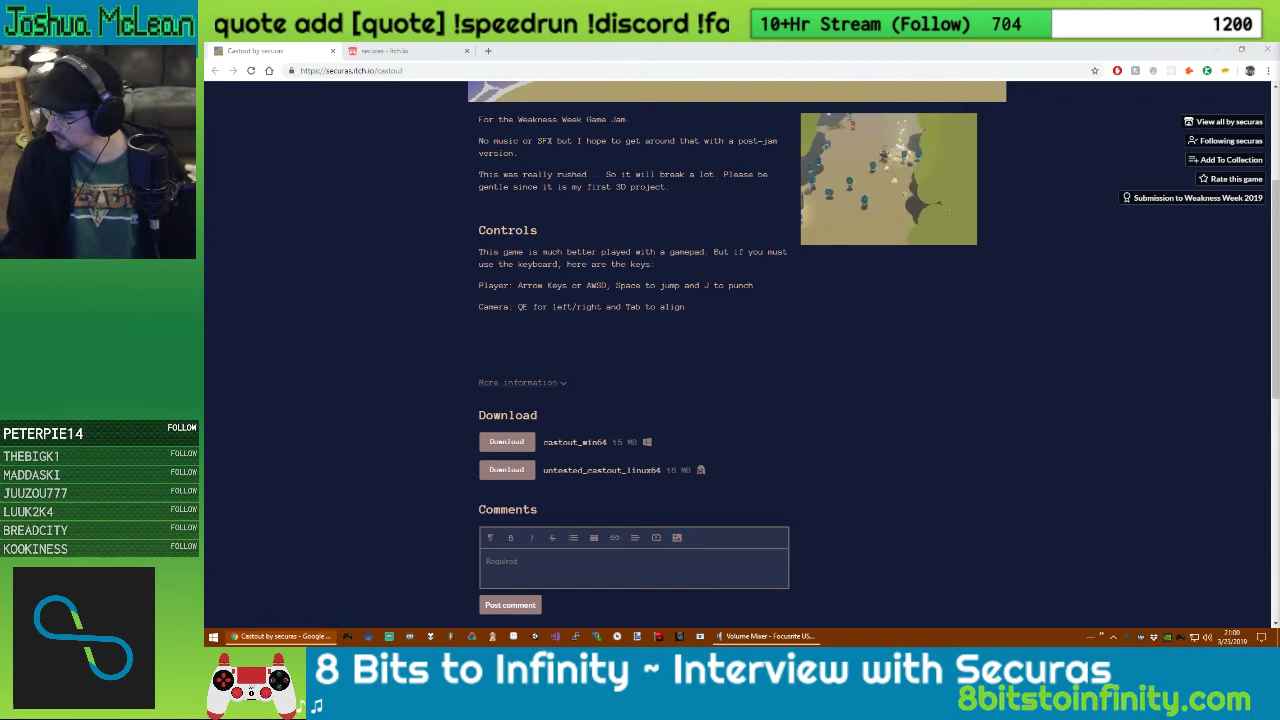 Joshua McLean
quote add [quote] !speedrun !discord !fo
10+Hr Stream (Follow) 704 1200
Castout by securas
securas - itch.io
https://securas.itch.io/castout
For the Weakness Week Game Jam
No music or SFX but I hope to get around that with a post-jam
version.
This was really rushed... So it will break a lot. Please be
gentle since it is my first 3D project.
Controls
This game is much better played with a gamepad. But if you must
use the keyboard, here are the keys:
Player: Arrow Keys or AWSD, Space to jump and J to punch
Camera: QE for left/right and Tab to align
More information
Download
Download castout_win64 15 MB
Download untested_castout_linux64 16 MB
Comments
Required
Post comment
View all by securas
Following securas
Add To Collection
Rate this game
Submission to Weakness Week 2019
PETERPIE14 FOLLOW
THEBIGK1 FOLLOW
MADDASKI FOLLOW
JUUZOU777 FOLLOW
LUUK2K4 FOLLOW
BREADCITY FOLLOW
KOOKINESS FOLLOW
Castout by securas - Google ...
Volume Mixer - Focusrite US...
21:00
3/23/2019
8 Bits to Infinity ~ Interview with Securas
8bitstoinfinity.com